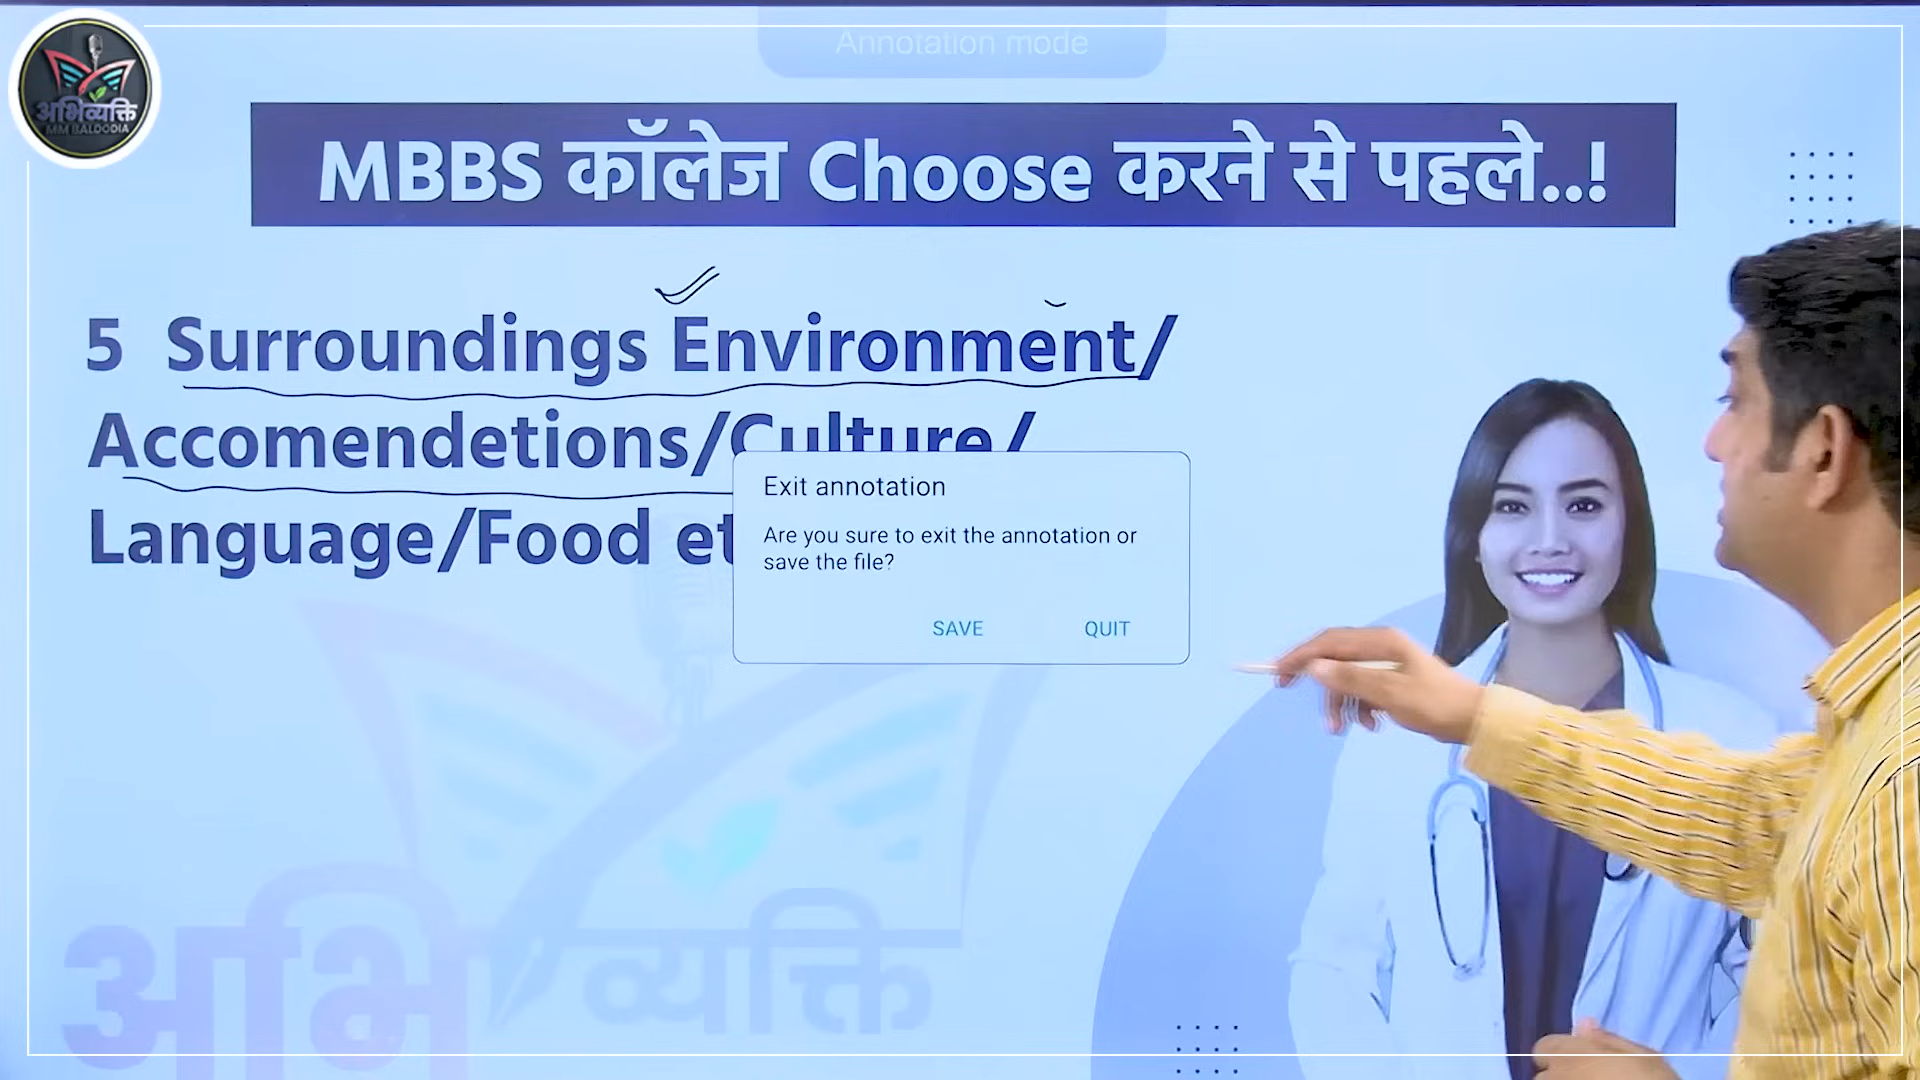 Annotation mode
अभिव्यक्ति
MM BALDODIA
MBBS कॉलेज Choose करने से पहले..!
5 Surroundings Environment/
Accomendetions/Culture/
Language/Food
Exit annotation
Are you sure to exit the annotation or
save the file?
SAVE QUIT
अभि
व्यक्ति